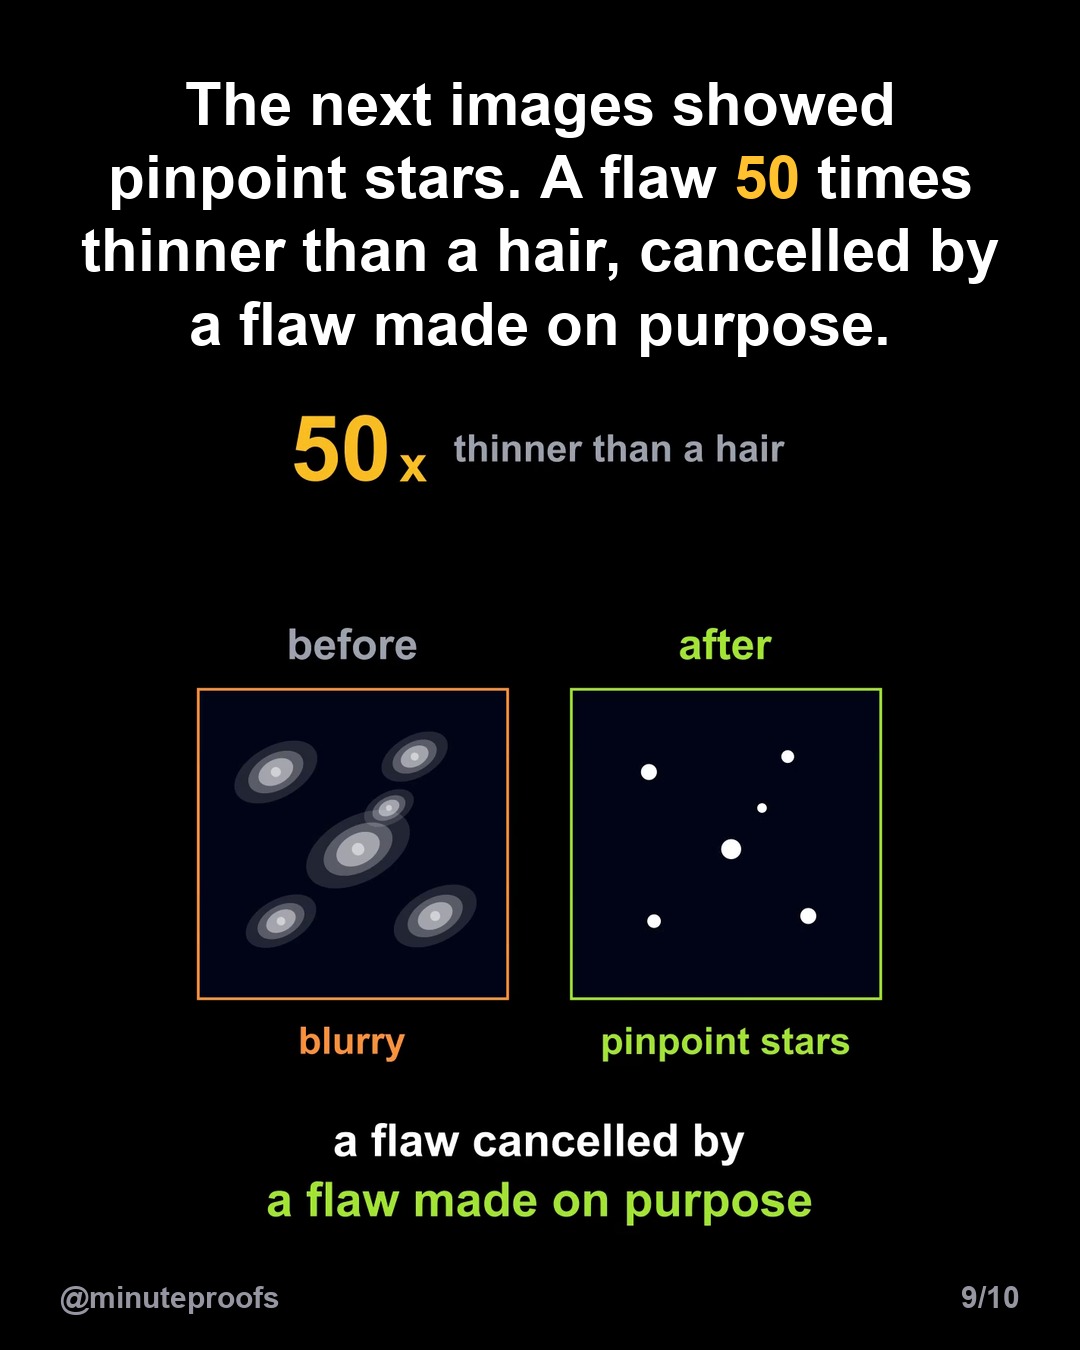 The next images showed
pinpoint stars. A flaw 50 times
thinner than a hair, cancelled by
a flaw made on purpose.
50 x thinner than a hair
before
after
blurry
pinpoint stars
a flaw cancelled by
a flaw made on purpose
@minuteproofs
9/10